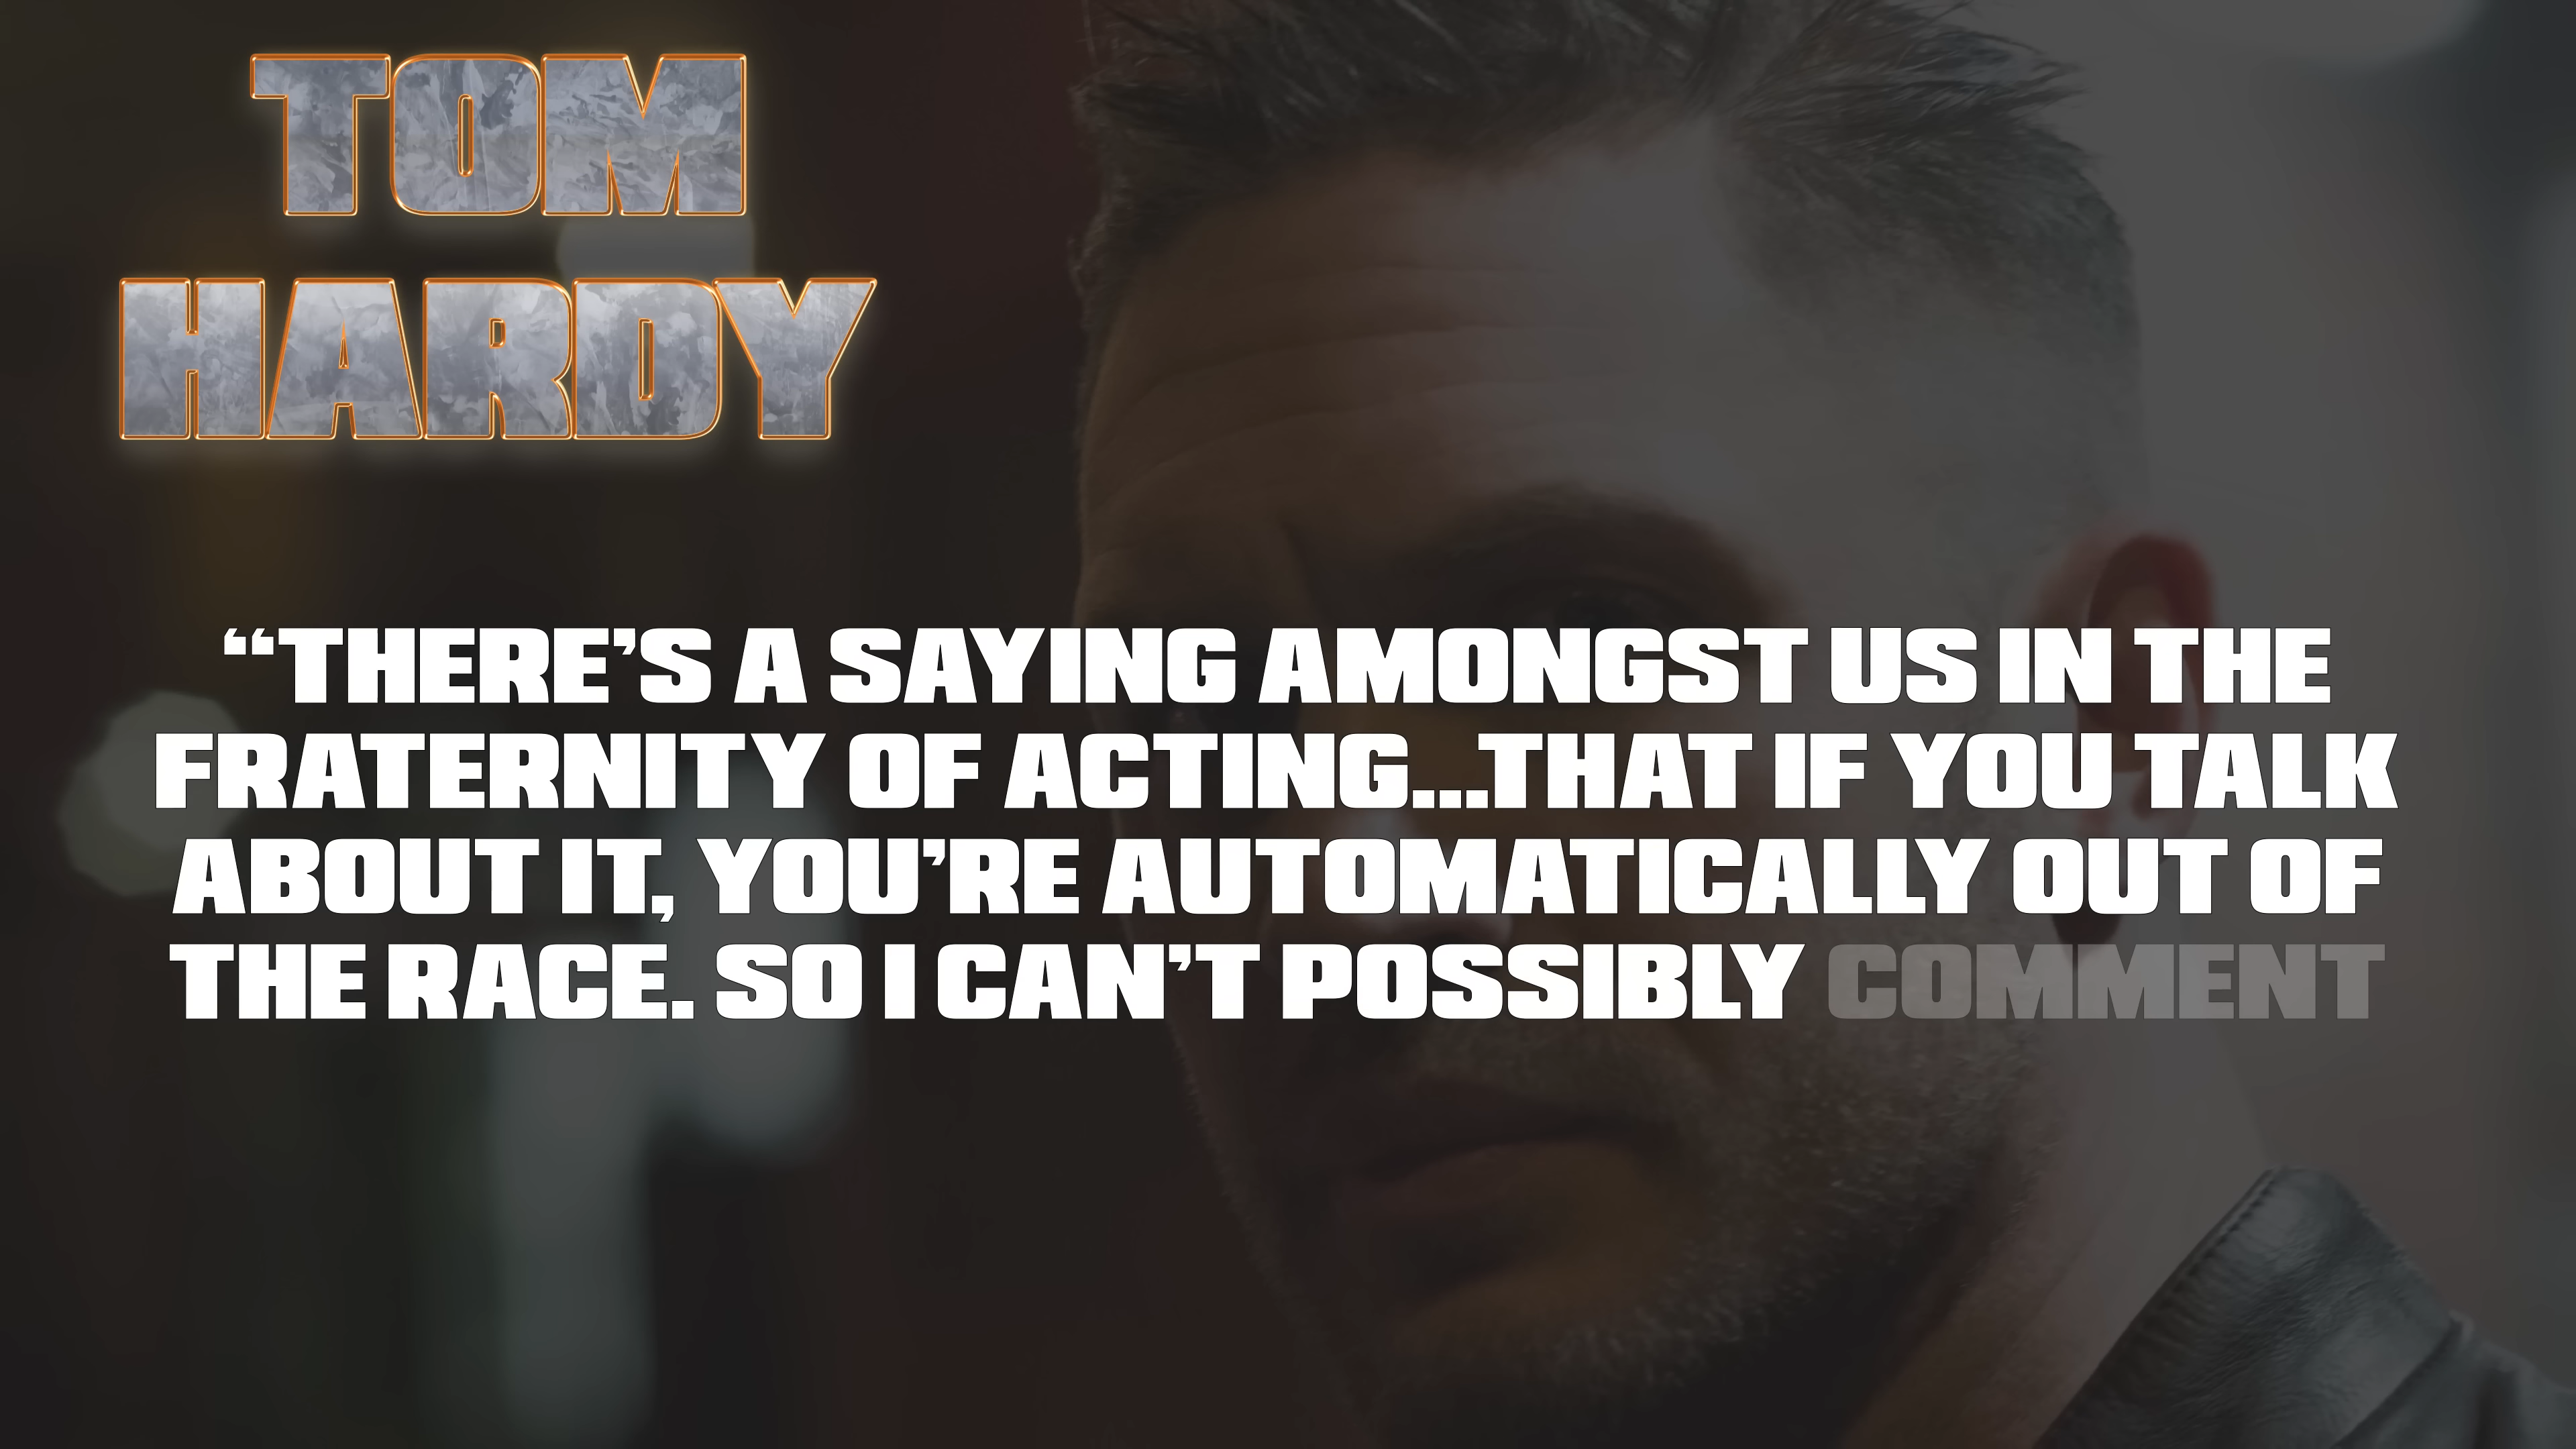 TOM
HARDY
“THERE’S A SAYING AMONGST US IN THE
FRATERNITY OF ACTING...THAT IF YOU TALK
ABOUT IT, YOU’RE AUTOMATICALLY OUT OF
THE RACE. SO I CAN’T POSSIBLY COMMENT